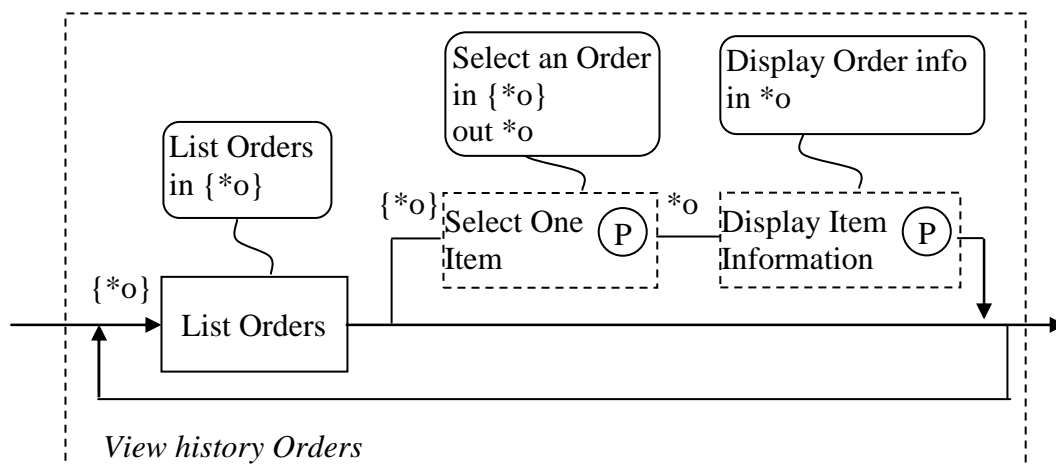 Select an Order
in {*o}
out *o
Display Order info
in *o
List Orders
in {*o}
{*o}
Select One
Item
P
*o
Display Item
Information
P
{*o}
List Orders
View history Orders